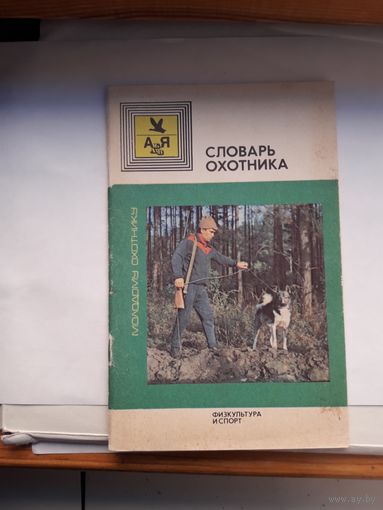 А Я
СЛОВАРЬ
ОХОТНИКА
МОЛОДОМУ ОХОТНИКУ
ФИЗКУЛЬТУРА
И СПОРТ
www.ay.by